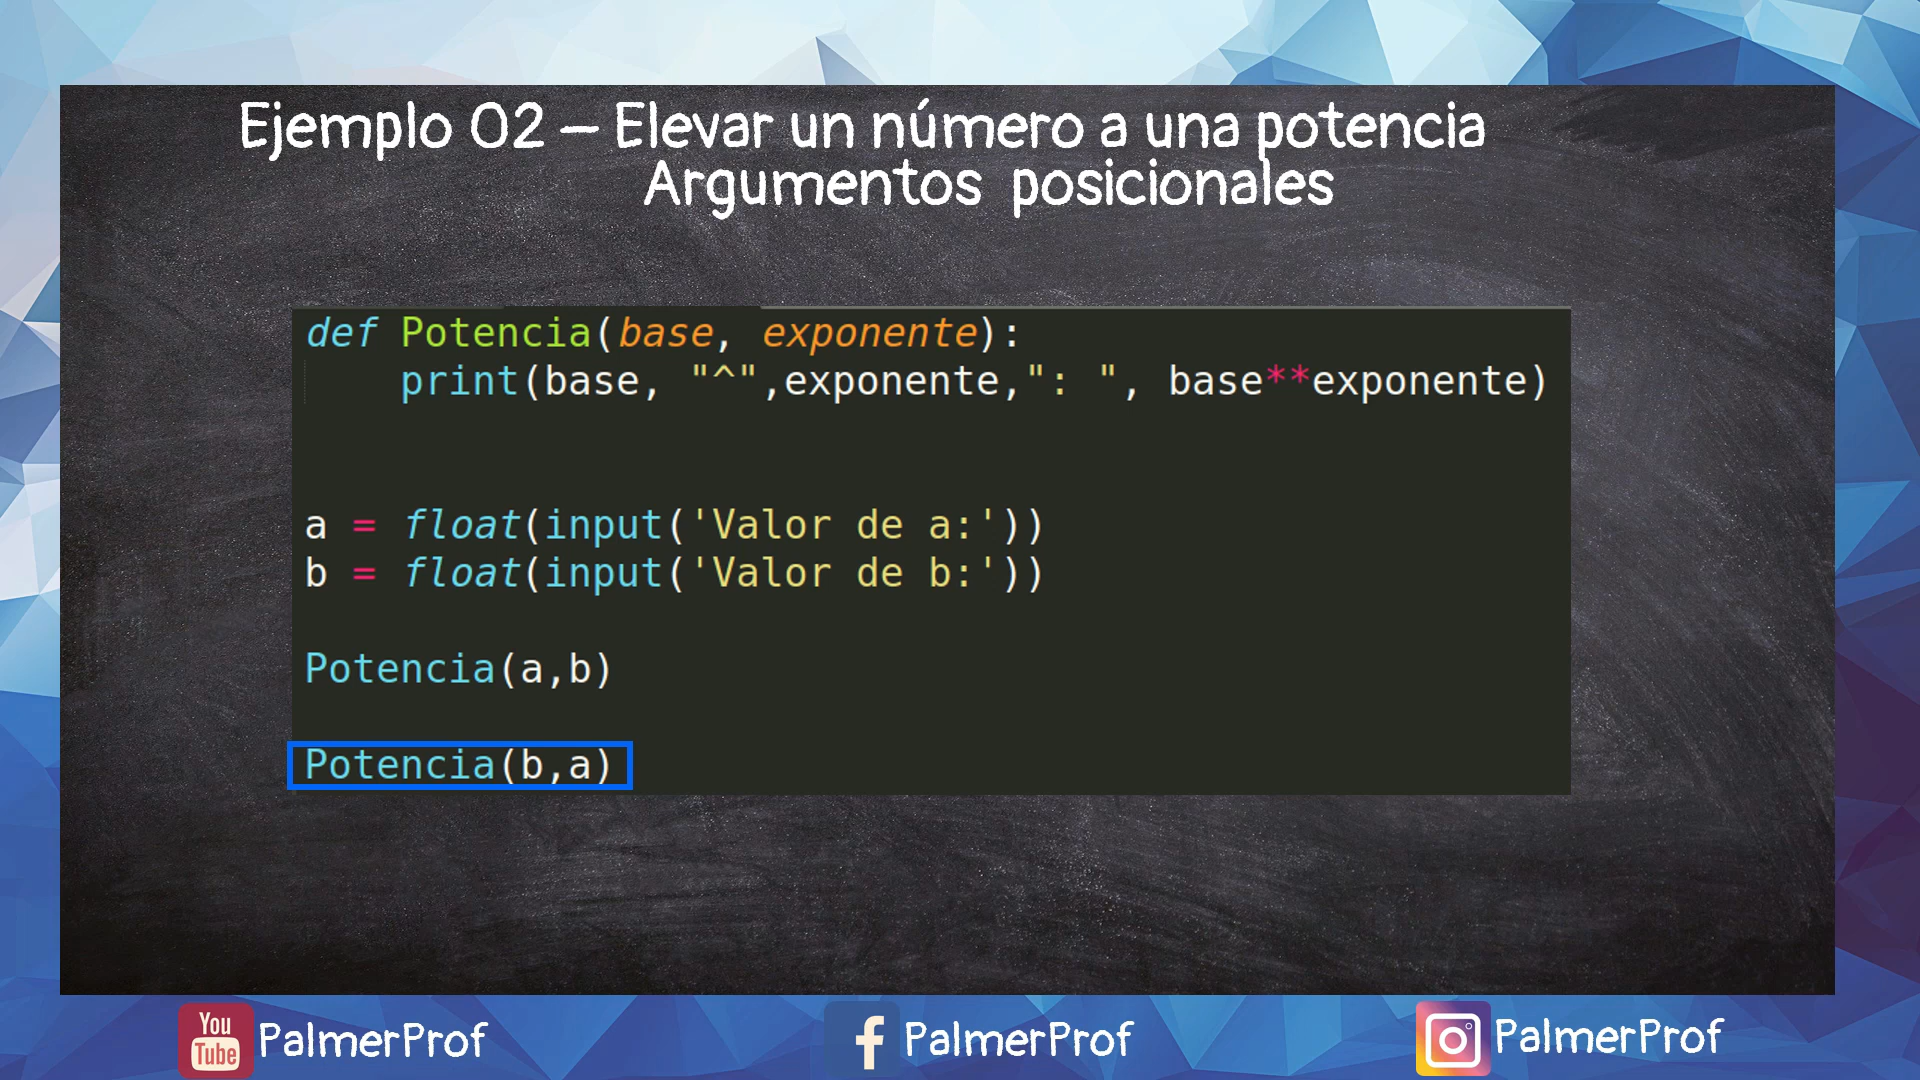 Ejemplo 02 – Elevar un número a una potencia
Argumentos posicionales
def Potencia(base, exponente):
    print(base, "^",exponente,": ", base**exponente)
a = float(input('Valor de a:'))
b = float(input('Valor de b:'))
Potencia(a,b)
Potencia(b,a)
You Tube PalmerProf
f PalmerProf
PalmerProf